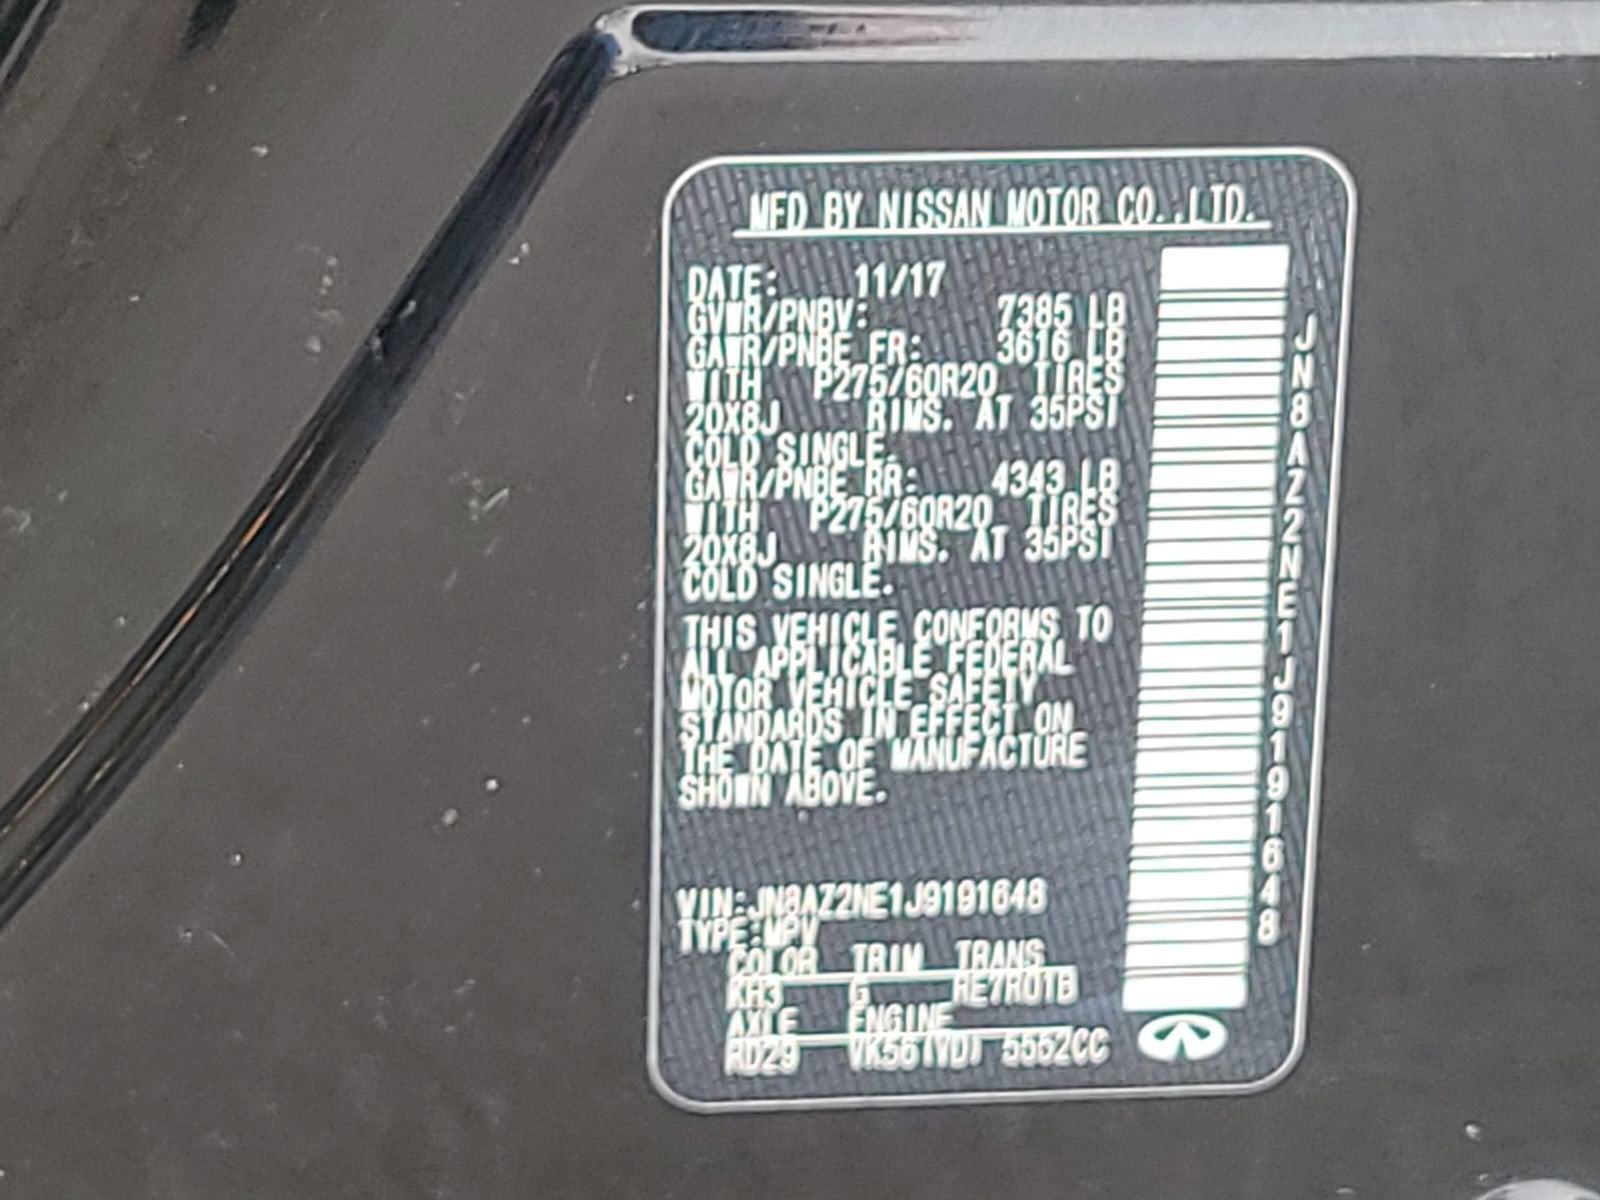 MFD BY NISSAN MOTOR CO.,LTD.
DATE: 11/17
GVWR/PNBV: 7385 LB
GAWR/PNBE FR: 3616 LB
WITH P275/60R20 TIRES
20X8J RIMS. AT 35PSI
COLD SINGLE.
GAWR/PNBE RR: 4343 LB
WITH P275/60R20 TIRES
20X8J RIMS. AT 35PSI
COLD SINGLE.
THIS VEHICLE CONFORMS TO
ALL APPLICABLE FEDERAL
MOTOR VEHICLE SAFETY
STANDARDS IN EFFECT ON
THE DATE OF MANUFACTURE
SHOWN ABOVE.
VIN:JN8AZ2NE1J9191648
TYPE:MPV
COLOR TRIM TRANS
KH3 G RE7R01B
AXLE ENGINE
RD29 VK56(VD) 5552CC
JN8AZ2NE1J9191648